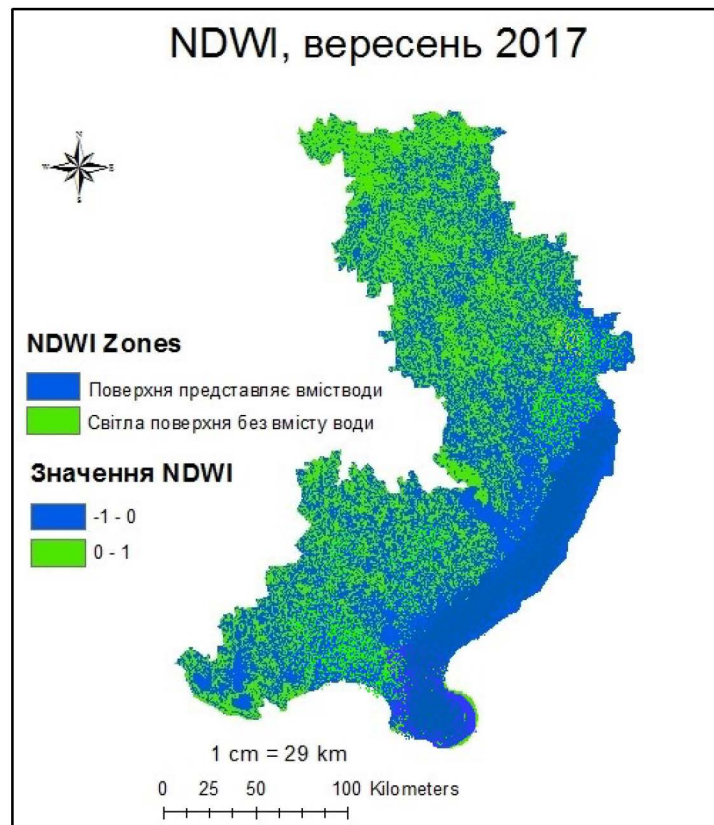 NDWI, вересень 2017
N
W E
S
NDWI Zones
Поверхня представляє вмістводи
Світла поверхня без вмісту води
Значення NDWI
-1 - 0
0 - 1
1 cm = 29 km
0 25 50 100 Kilometers